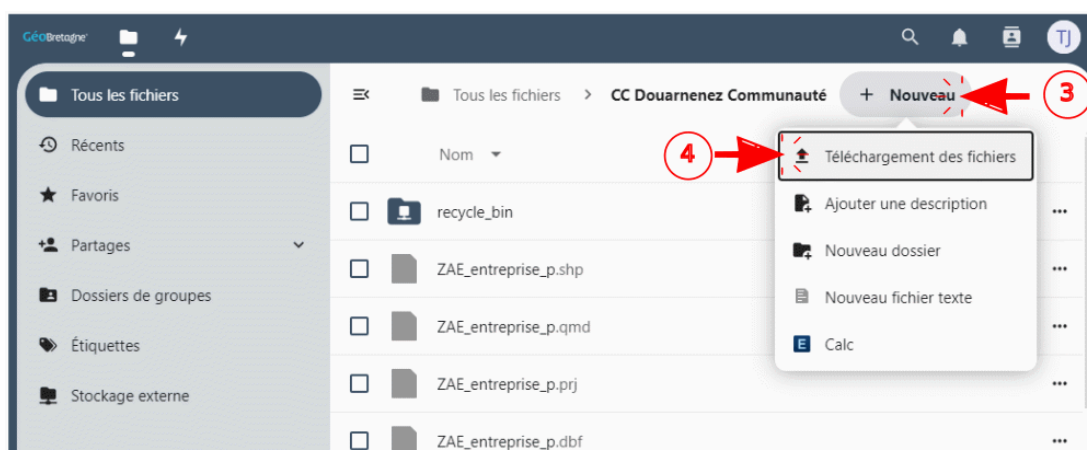 GéoBretagne
TJ
Tous les fichiers
Récents
Favoris
Partages
Dossiers de groupes
Étiquettes
Stockage externe
Tous les fichiers > CC Douarnenez Communauté + Nouveau
3
Nom
4
Téléchargement des fichiers
Ajouter une description
Nouveau dossier
Nouveau fichier texte
E Calc
recycle_bin
ZAE_entreprise_p.shp
ZAE_entreprise_p.qmd
ZAE_entreprise_p.prj
ZAE_entreprise_p.dbf